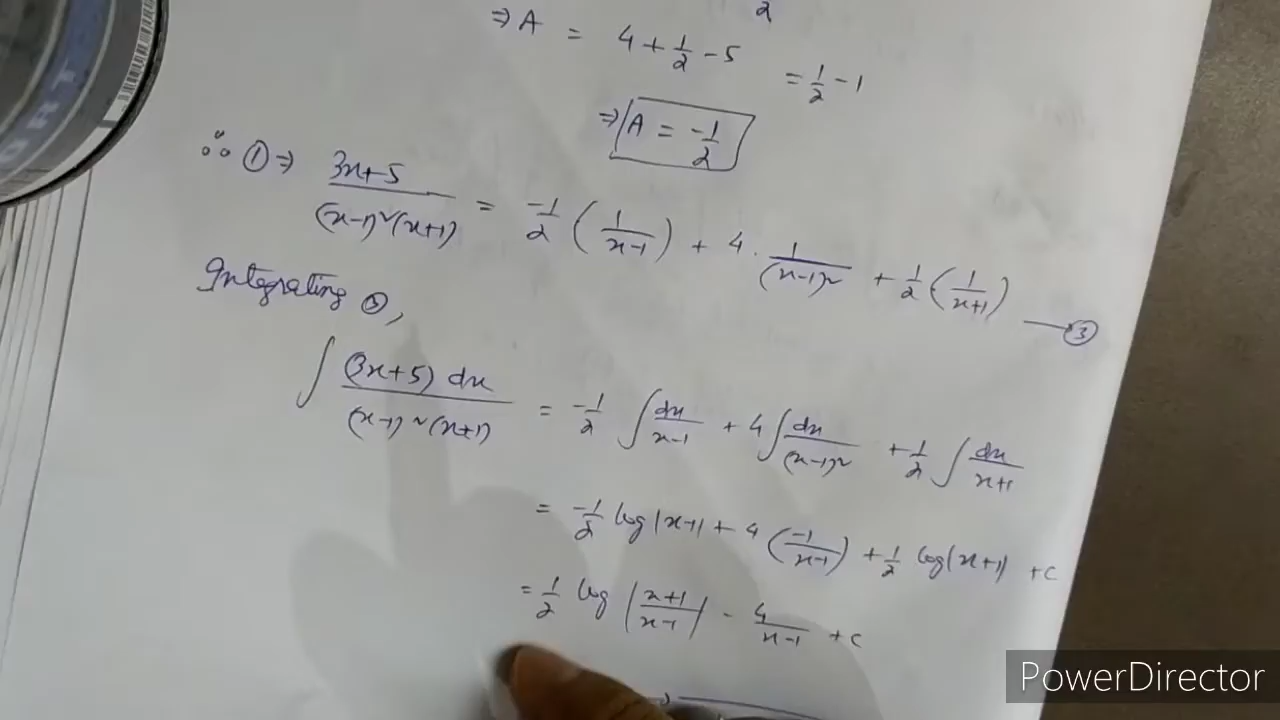 2
⇒ A = 4 + 1/2 - 5 = 1/2 - 1
⇒ A = -1/2
∴ ① ⇒ 3x+5 / (x-1)²(x+1) = -1/2 (1/(x-1)) + 4 · 1/(x-1)² + 1/2 (1/(x+1)) → ③
Integrating ③,
∫ (3x+5) dx / (x-1)²(x+1) = -1/2 ∫ dx/(x-1) + 4 ∫ dx/(x-1)² + 1/2 ∫ dx/(x+1)
= -1/2 log|x-1| + 4 (-1/(x-1)) + 1/2 log|x+1| + c
= 1/2 log |(x+1)/(x-1)| - 4/(x-1) + c
PowerDirector